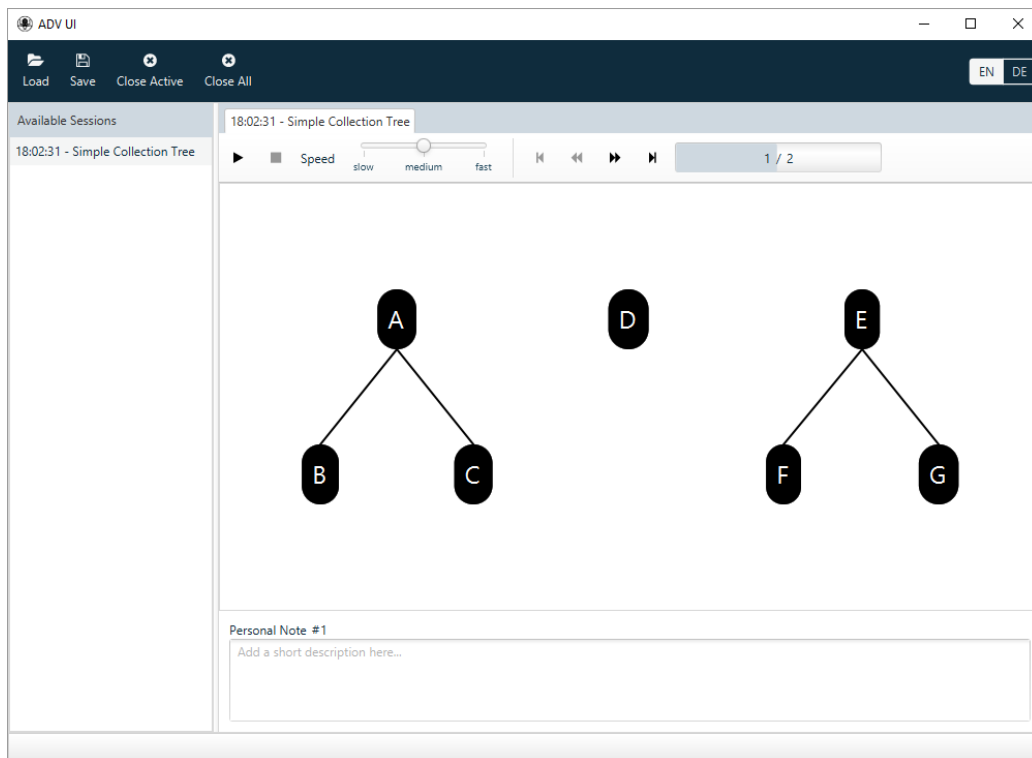 ADV UI
Load Save Close Active Close All EN DE
Available Sessions
18:02:31 - Simple Collection Tree
18:02:31 - Simple Collection Tree
Speed slow medium fast 1 / 2
A D E
B C F G
Personal Note #1
Add a short description here...